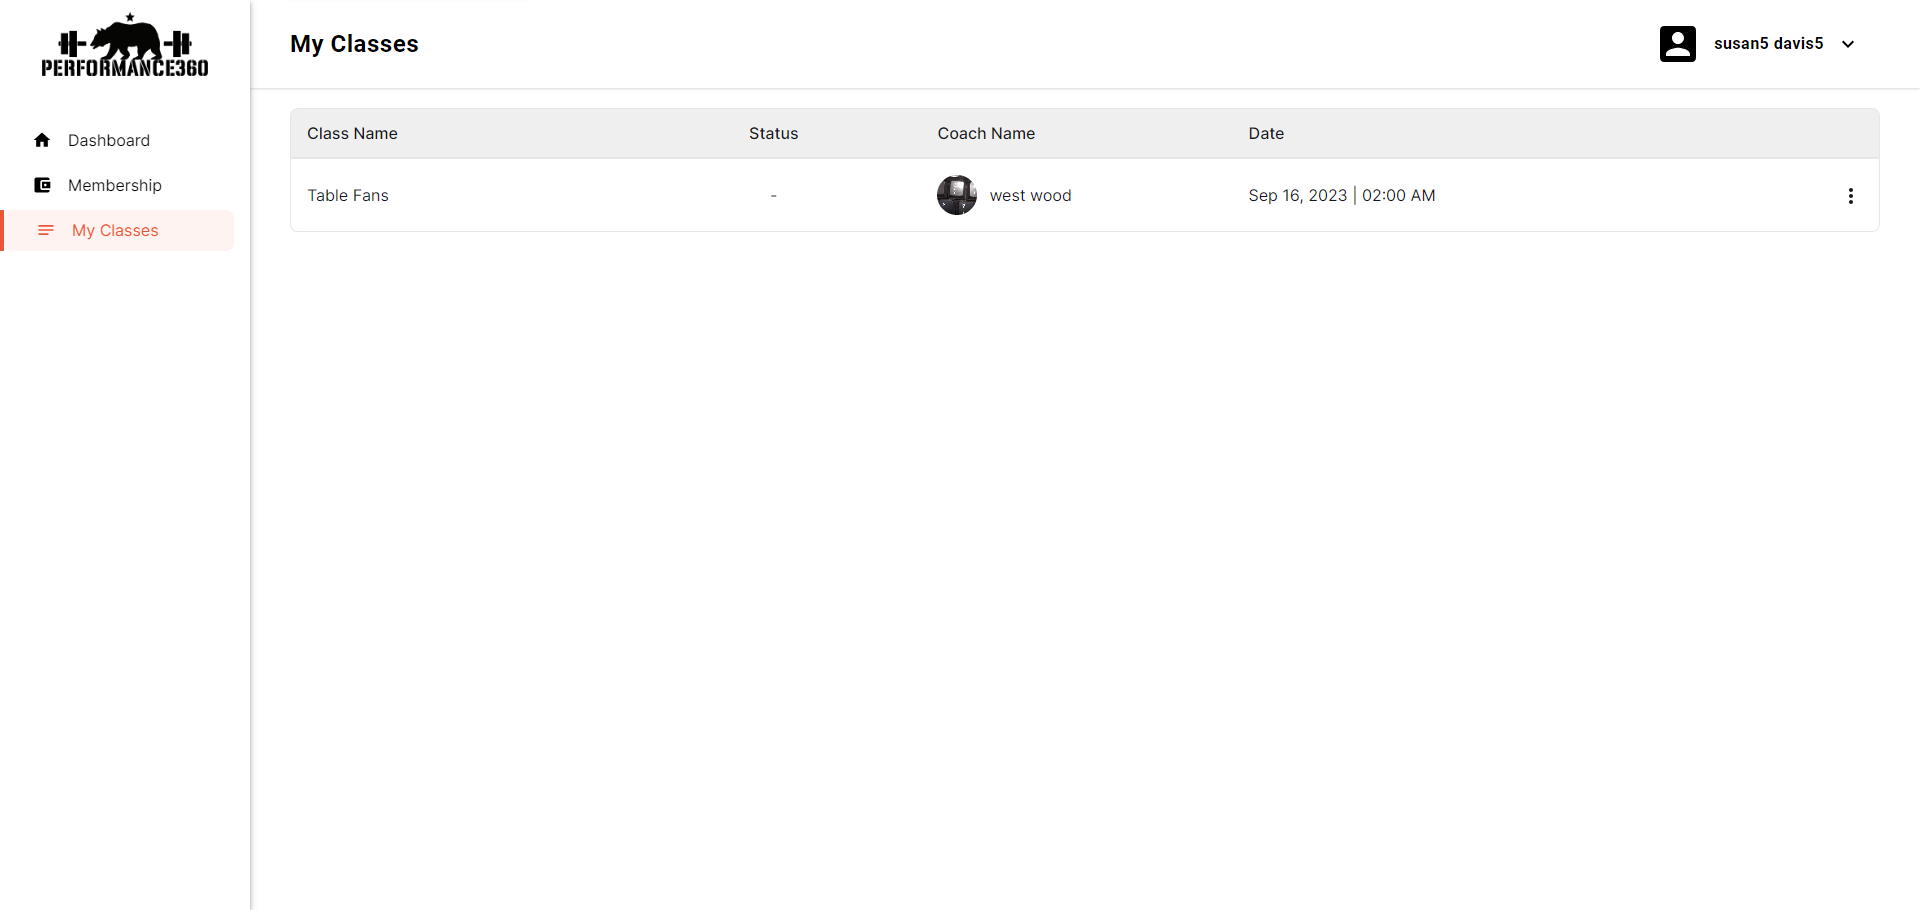 PERFORMANCE360
Dashboard
Membership
My Classes
My Classes
susan5 davis5
Class Name Status Coach Name Date
Table Fans - west wood Sep 16, 2023 | 02:00 AM